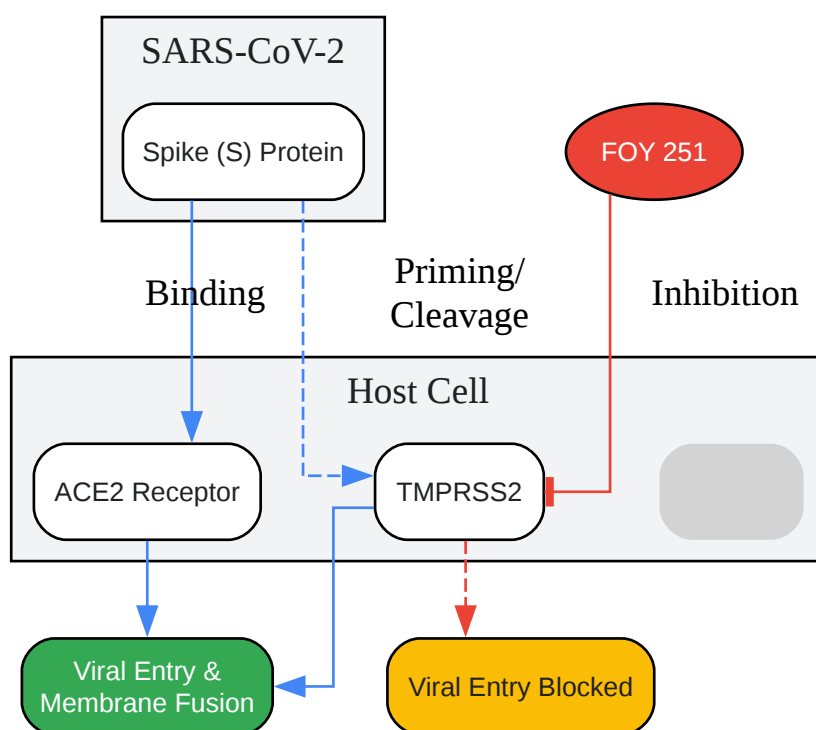 SARS-CoV-2
Spike (S) Protein
FOY 251
Binding
Priming/
Cleavage
Inhibition
Host Cell
ACE2 Receptor
TMPRSS2
Viral Entry &
Membrane Fusion
Viral Entry Blocked